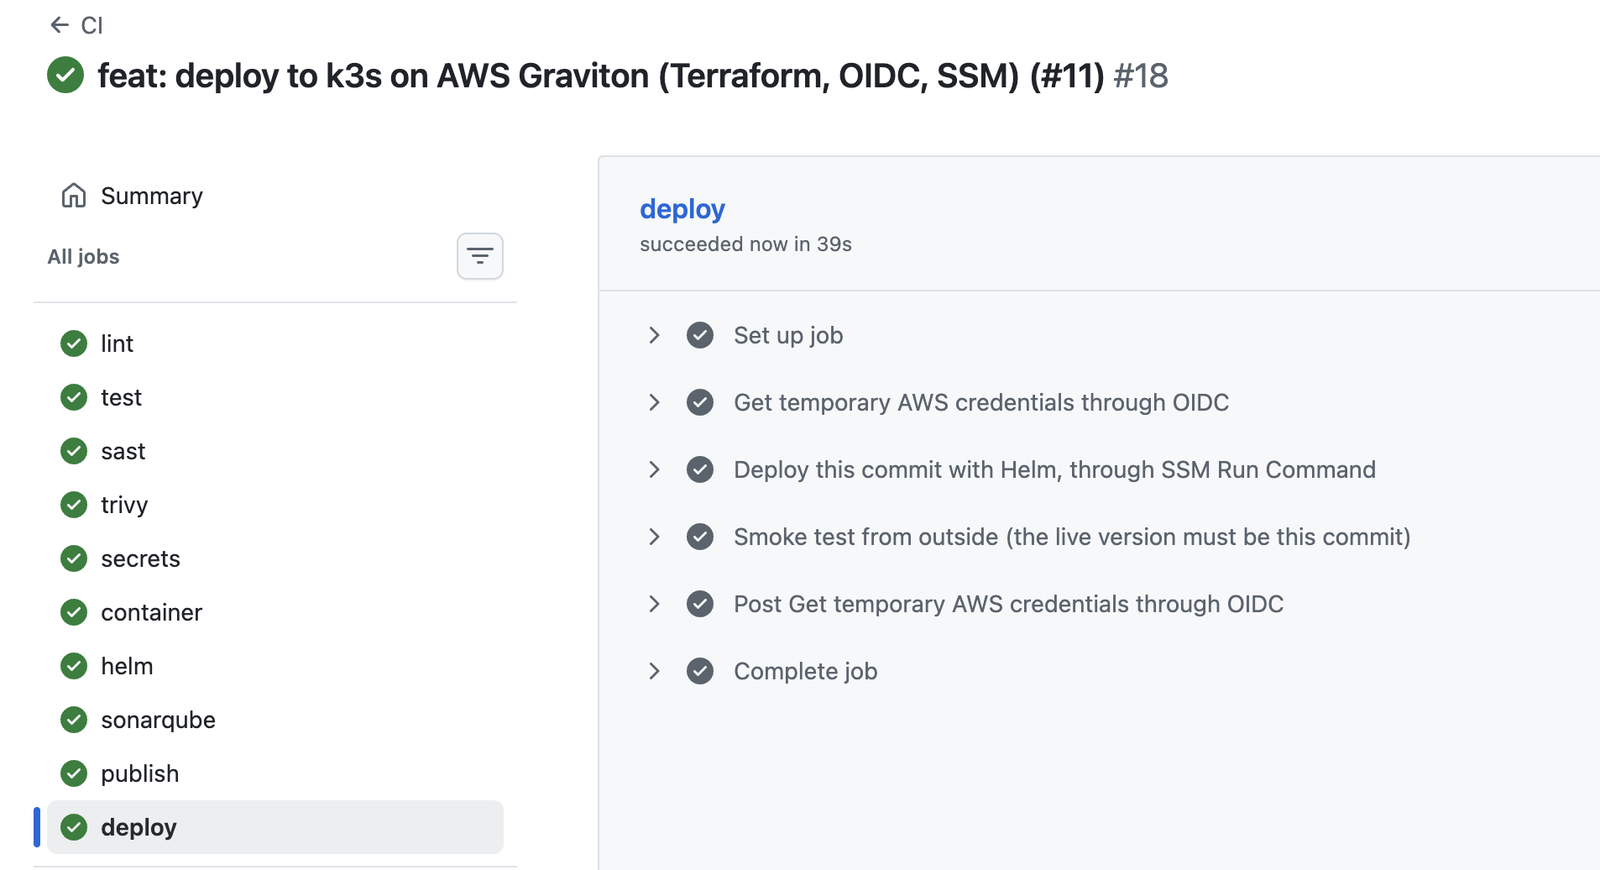 CI
feat: deploy to k3s on AWS Graviton (Terraform, OIDC, SSM) (#11) #18
Summary
All jobs
lint
test
sast
trivy
secrets
container
helm
sonarqube
publish
deploy
deploy
succeeded now in 39s
Set up job
Get temporary AWS credentials through OIDC
Deploy this commit with Helm, through SSM Run Command
Smoke test from outside (the live version must be this commit)
Post Get temporary AWS credentials through OIDC
Complete job